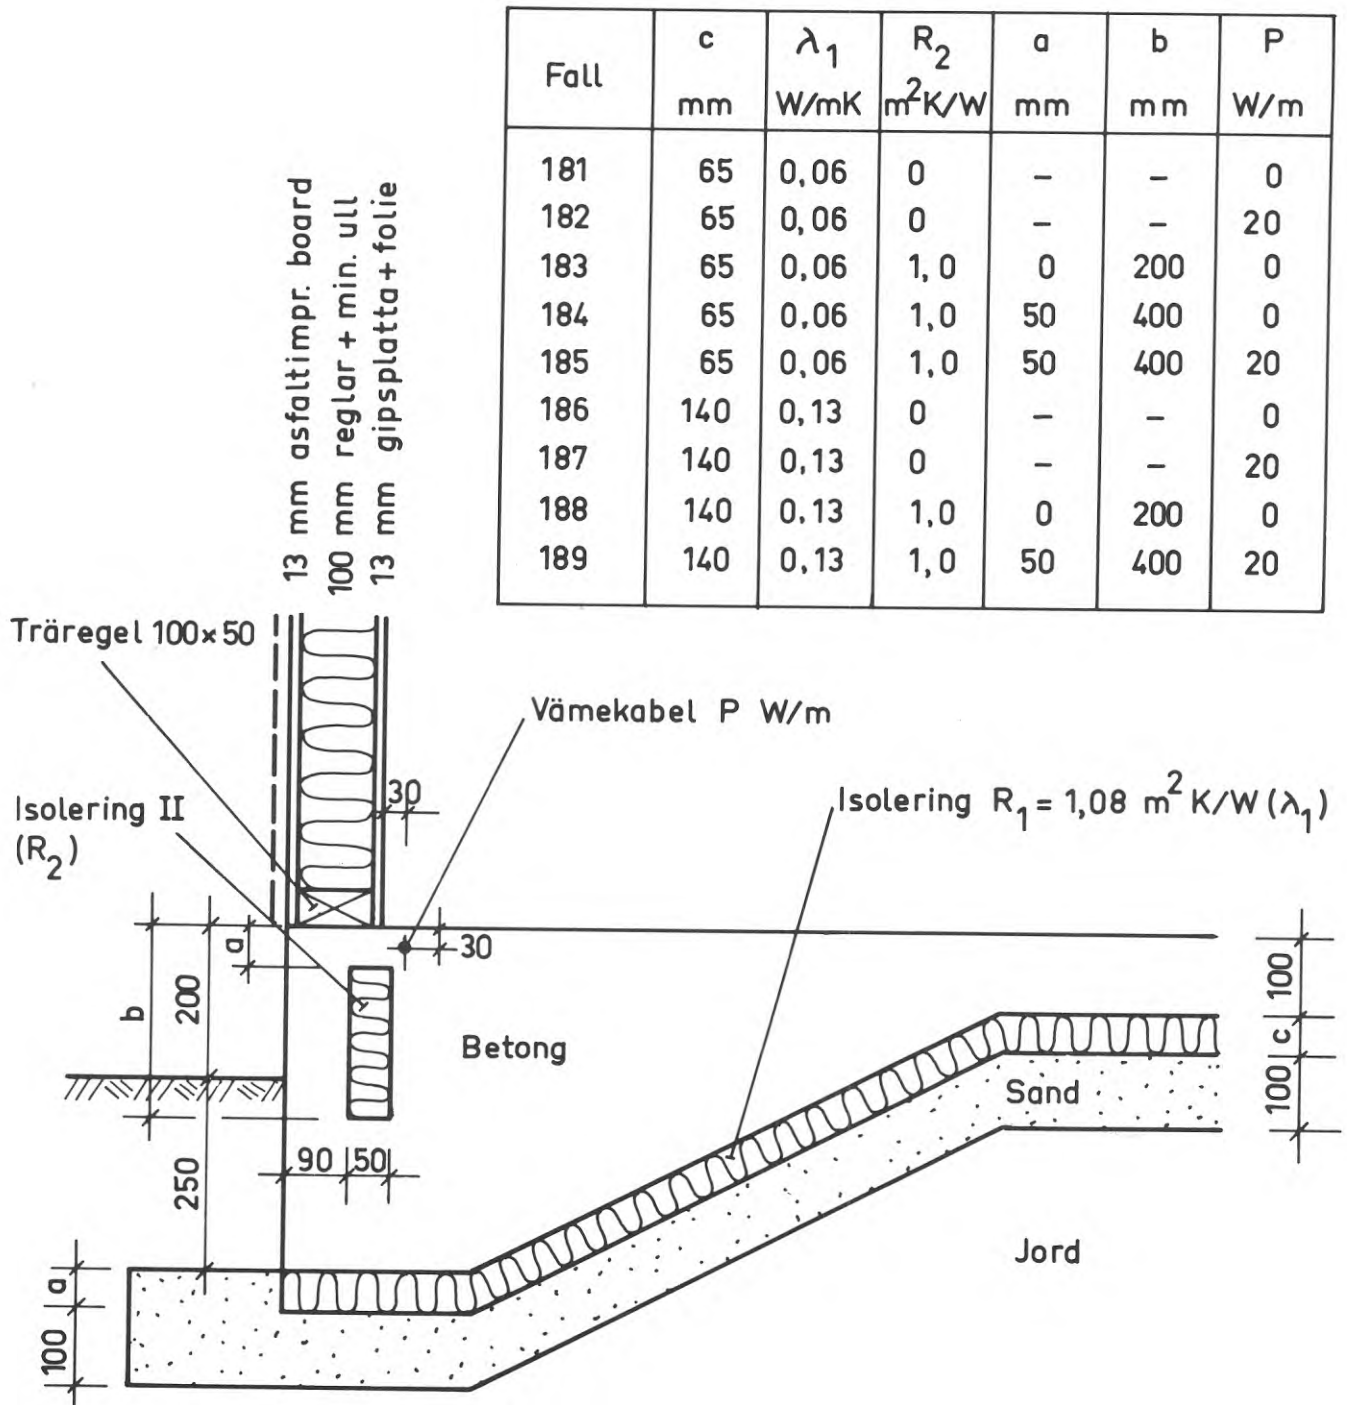 Fall c λ1 R2 a b P
mm W/mK m²K/W mm mm W/m
181 65 0,06 0 – – 0
182 65 0,06 0 – – 20
183 65 0,06 1,0 0 200 0
184 65 0,06 1,0 50 400 0
185 65 0,06 1,0 50 400 20
186 140 0,13 0 – – 0
187 140 0,13 0 – – 20
188 140 0,13 1,0 0 200 0
189 140 0,13 1,0 50 400 20
13 mm asfaltimpr. board
100 mm reglar + min. ull
13 mm gipsplatta + folie
Träregel 100×50
Vämekabel P W/m
30
Isolering II
(R2)
Isolering R1 = 1,08 m² K/W (λ1)
a
30
b
200
100
c
100
Betong
Sand
90 50
250
Jord
a
100